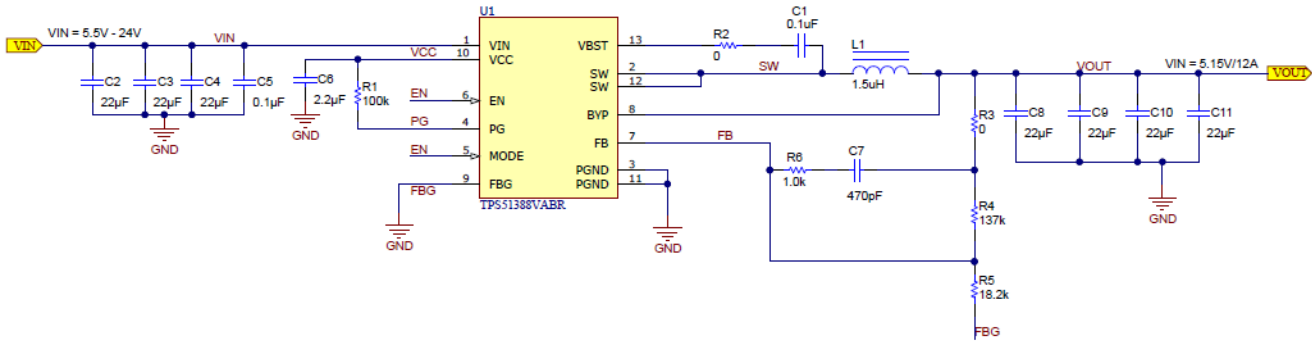 U1
VIN
VIN = 5.5V - 24V
VIN
1
VIN
VCC
10
VCC
C2
22µF
C3
22µF
C4
22µF
C5
0.1µF
GND
C6
2.2µF
GND
R1
100k
EN
6
EN
PG
4
PG
EN
5
MODE
FBG
9
FBG
GND
TPS51388VABR
VBST
13
SW
2
SW
12
BYP
8
FB
7
PGND
3
PGND
11
GND
R2
0
C1
0.1uF
SW
L1
1.5uH
FB
R6
1.0k
C7
470pF
R3
0
R4
137k
R5
18.2k
FBG
VOUT
VIN = 5.15V/12A
VOUT
C8
22µF
C9
22µF
C10
22µF
C11
22µF
GND